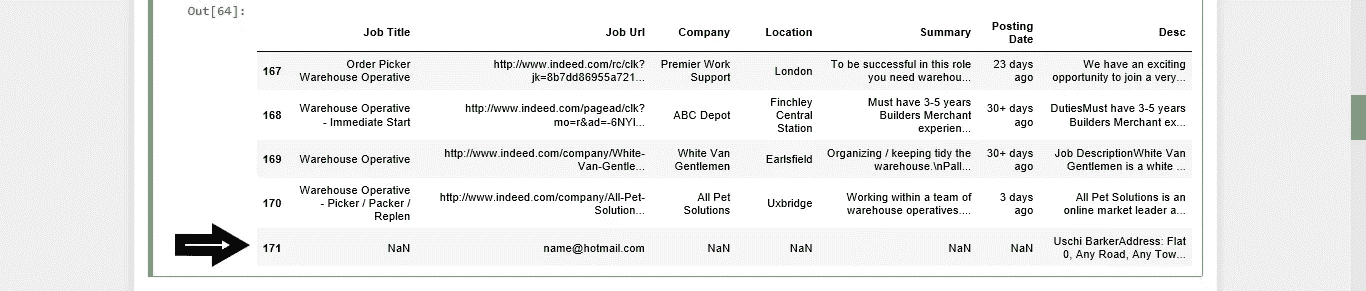 Out[64]:
Job Title Job Url Company Location Summary Posting Date Desc
167 Order Picker Warehouse Operative http://www.indeed.com/rc/clk?jk=8b7dd86955a721... Premier Work Support London To be successful in this role you need warehou... 23 days ago We have an exciting opportunity to join a very...
168 Warehouse Operative - Immediate Start http://www.indeed.com/pagead/clk?mo=r&ad=-6NYI... ABC Depot Finchley Central Station Must have 3-5 years Builders Merchant experien... 30+ days ago DutiesMust have 3-5 years Builders Merchant ex...
169 Warehouse Operative http://www.indeed.com/company/White-Van-Gentle... White Van Gentlemen Earlsfield Organizing / keeping tidy the warehouse.\nPall... 30+ days ago Job DescriptionWhite Van Gentlemen is a white ...
170 Warehouse Operative - Picker / Packer / Replen http://www.indeed.com/company/All-Pet-Solution... All Pet Solutions Uxbridge Working within a team of warehouse operatives.... 3 days ago All Pet Solutions is an online market leader a...
171 NaN name@hotmail.com NaN NaN NaN NaN Uschi BarkerAddress: Flat 0, Any Road, Any Tow...